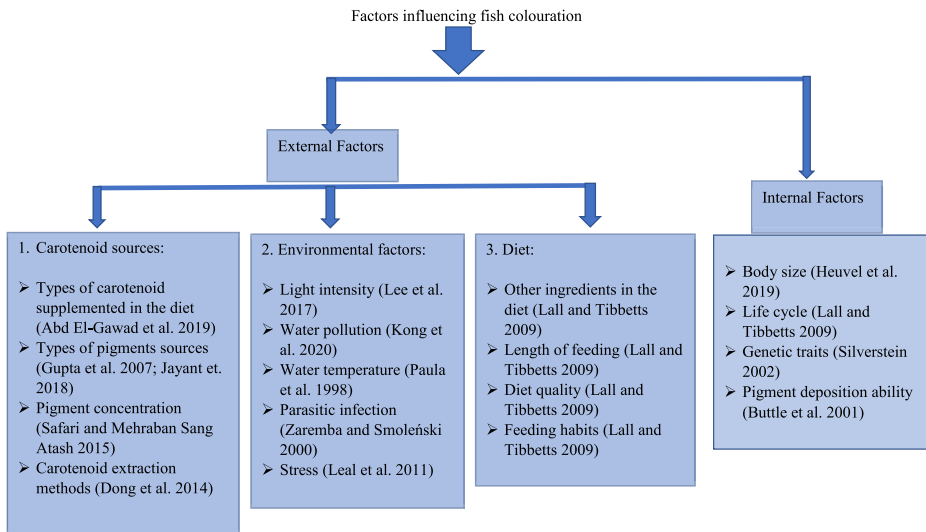 Factors influencing fish colouration
External Factors
Internal Factors
1. Carotenoid sources:
➢ Types of carotenoid
supplemented in the diet
(Abd El-Gawad et al. 2019)
➢ Types of pigments sources
(Gupta et al. 2007; Jayant et.
2018)
➢ Pigment concentration
(Safari and Mehraban Sang
Atash 2015)
➢ Carotenoid extraction
methods (Dong et al. 2014)
2. Environmental factors:
➢ Light intensity (Lee et al.
2017)
➢ Water pollution (Kong et
al. 2020)
➢ Water temperature (Paula
et al. 1998)
➢ Parasitic infection
(Zaremba and Smoleński
2000)
➢ Stress (Leal et al. 2011)
3. Diet:
➢ Other ingredients in the
diet (Lall and Tibbetts
2009)
➢ Length of feeding (Lall and
Tibbetts 2009)
➢ Diet quality (Lall and
Tibbetts 2009)
➢ Feeding habits (Lall and
Tibbetts 2009)
➢ Body size (Heuvel et al.
2019)
➢ Life cycle (Lall and
Tibbetts 2009)
➢ Genetic traits (Silverstein
2002)
➢ Pigment deposition ability
(Buttle et al. 2001)